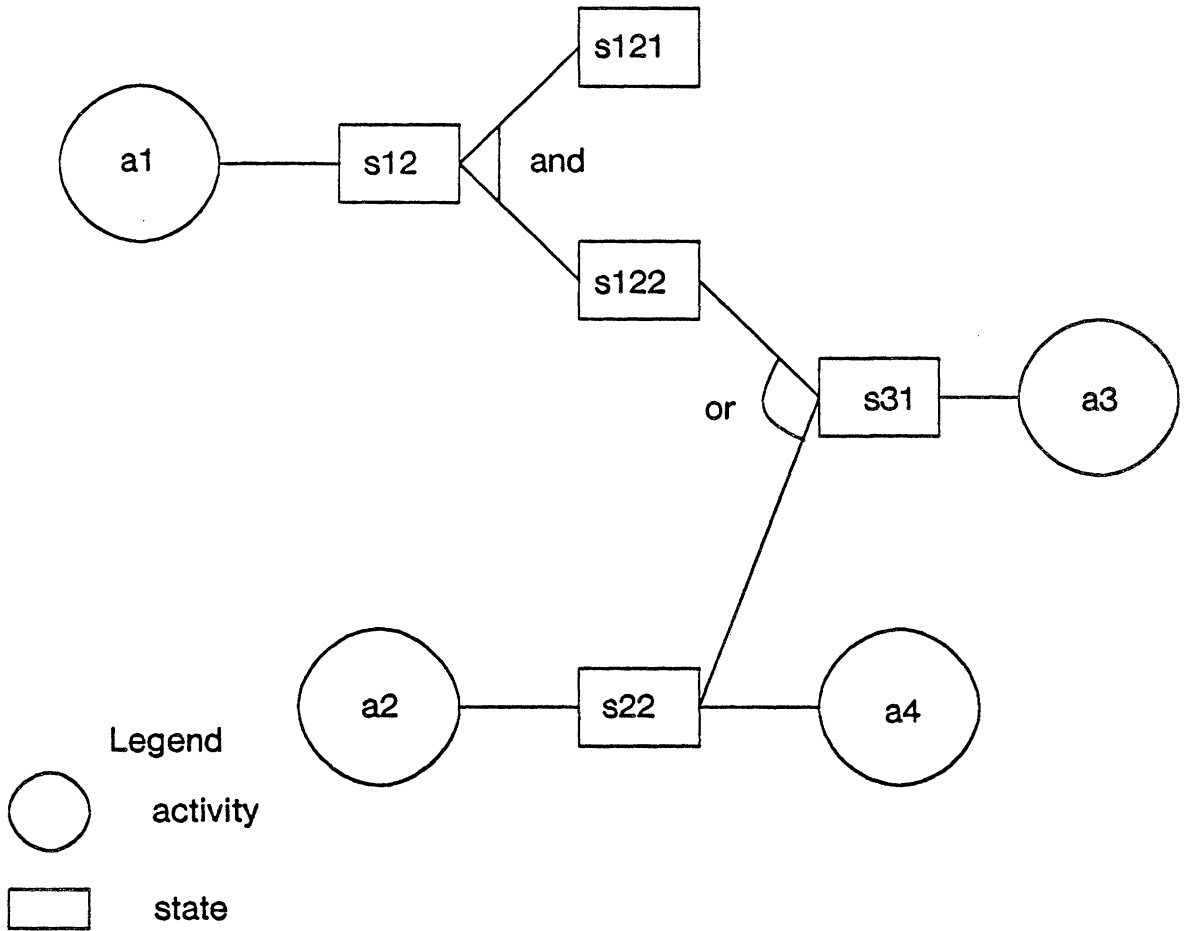 s121
a1
s12
and
s122
or
s31
a3
a2
s22
a4
Legend
activity
state